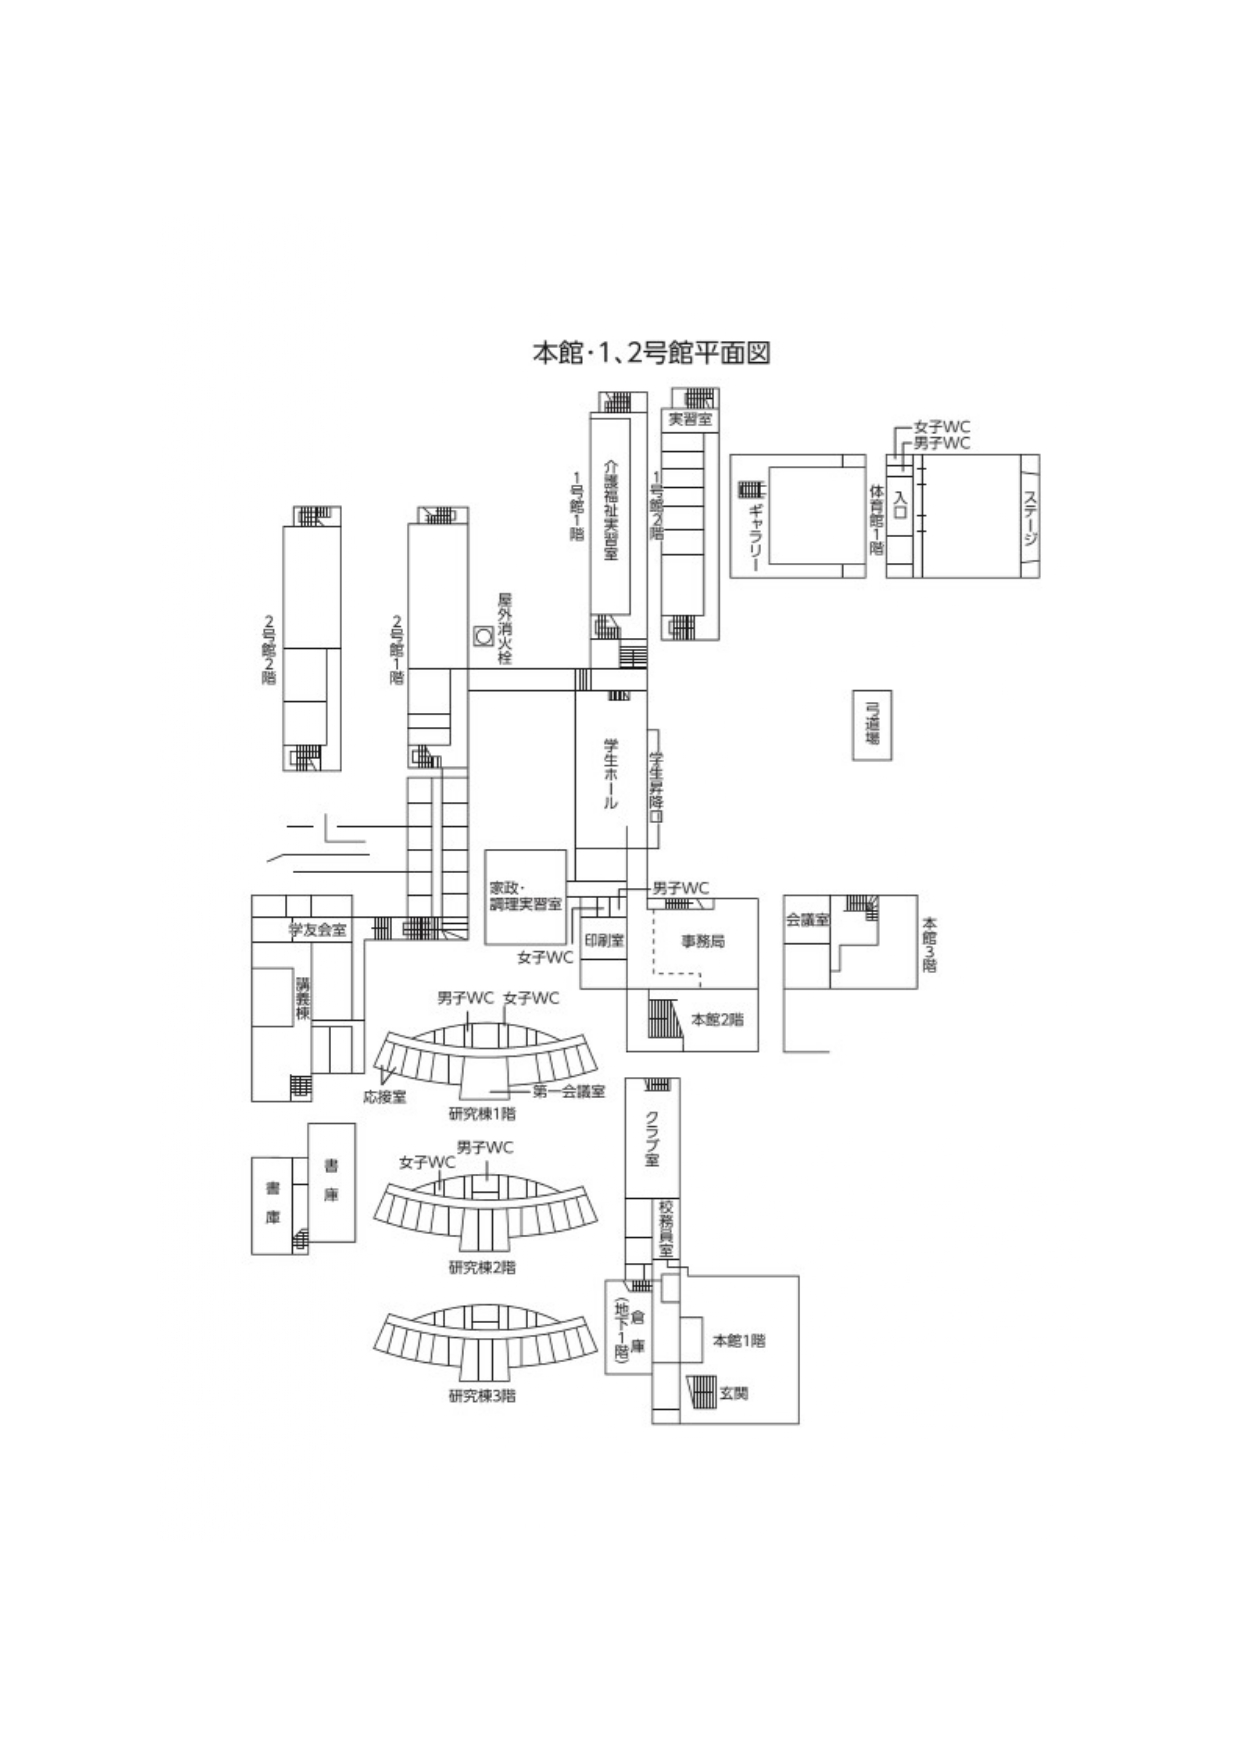 本館・1、2号館平面図
実習室
女子WC
男子WC
介護福祉実習室
1号館1階
1号館2階
ギャラリー
体育館1階
入口
ステージ
2号館2階
2号館1階
屋外消火栓
弓道場
学生ホール
学生昇降口
家政・
調理実習室
男子WC
女子WC
印刷室
事務局
会議室
本館3階
学友会室
講義棟
男子WC
女子WC
本館2階
応接室
第一会議室
研究棟1階
クラブ室
男子WC
女子WC
書庫
書庫
校務員室
研究棟2階
倉庫
(地下1階)
本館1階
玄関
研究棟3階